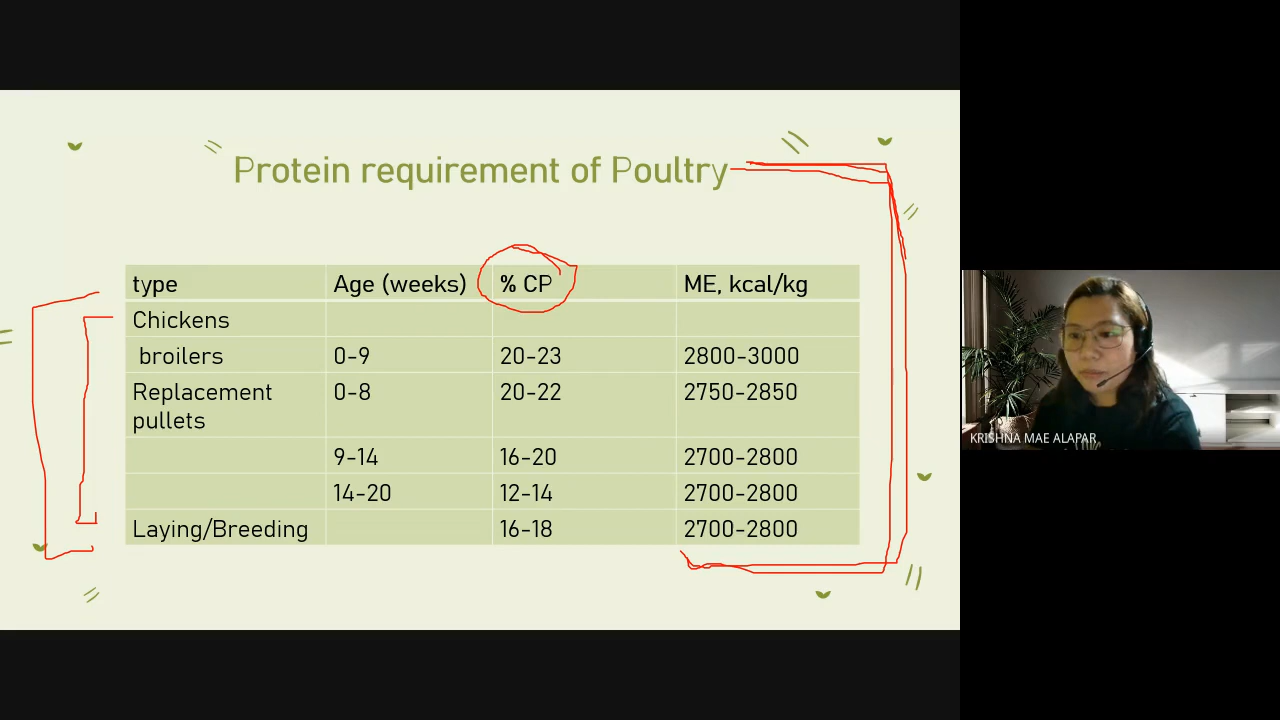 Protein requirement of Poultry
type Age (weeks) % CP ME, kcal/kg
Chickens
broilers 0-9 20-23 2800-3000
Replacement pullets 0-8 20-22 2750-2850
9-14 16-20 2700-2800
14-20 12-14 2700-2800
Laying/Breeding 16-18 2700-2800
KRISHNA MAE ALAPAR